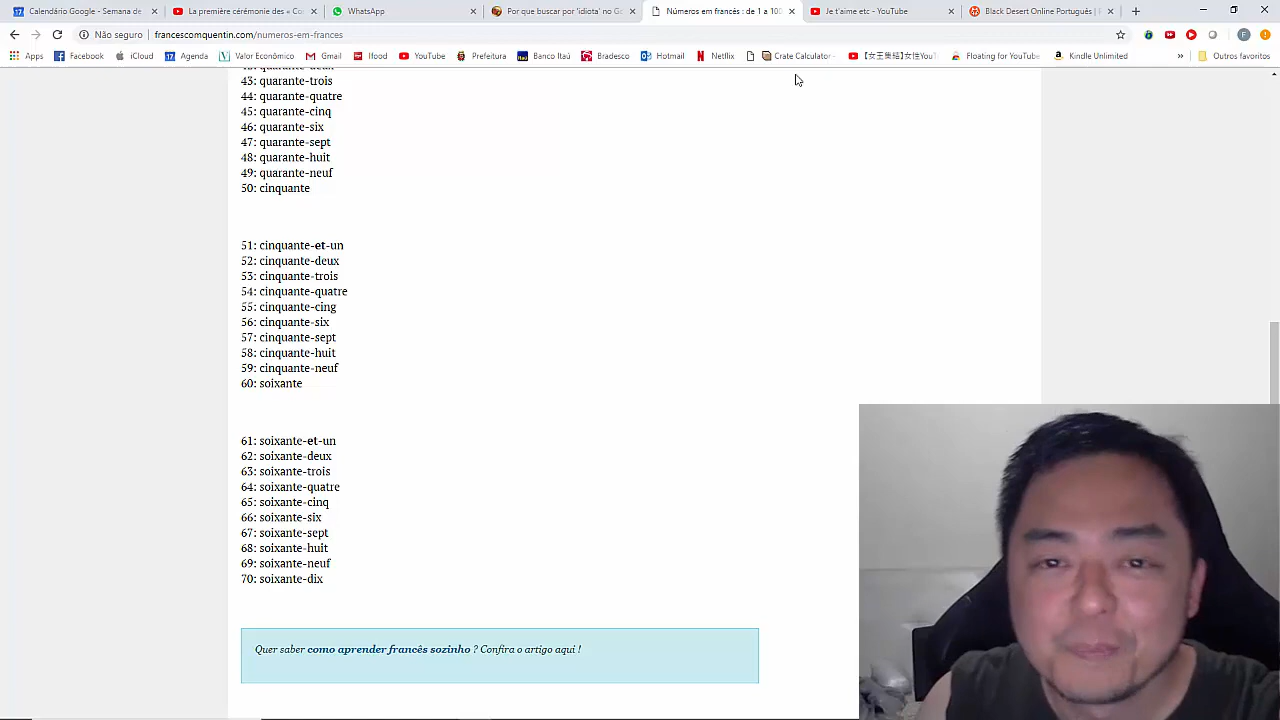 Calendário Google - Semana de
La première cérémonie des « Co
WhatsApp
Por que buscar por 'idiota' no G
Números em francês : de 1 a 100
Je t'aime etc - YouTube
Black Desert Online Português |
Não seguro
francescomquentin.com/numeros-em-frances
F
Apps
Facebook
iCloud
17 Agenda
Valor Econômico
Gmail
Ifood
YouTube
Prefeitura
Banco Itaú
Bradesco
Hotmail
Netflix
Crate Calculator -
Floating for YouTube
Kindle Unlimited
»
Outros favoritos
43: quarante-trois
44: quarante-quatre
45: quarante-cinq
46: quarante-six
47: quarante-sept
48: quarante-huit
49: quarante-neuf
50: cinquante
51: cinquante-et-un
52: cinquante-deux
53: cinquante-trois
54: cinquante-quatre
55: cinquante-cing
56: cinquante-six
57: cinquante-sept
58: cinquante-huit
59: cinquante-neuf
60: soixante
61: soixante-et-un
62: soixante-deux
63: soixante-trois
64: soixante-quatre
65: soixante-cinq
66: soixante-six
67: soixante-sept
68: soixante-huit
69: soixante-neuf
70: soixante-dix
Quer saber como aprender francês sozinho ? Confira o artigo aqui !